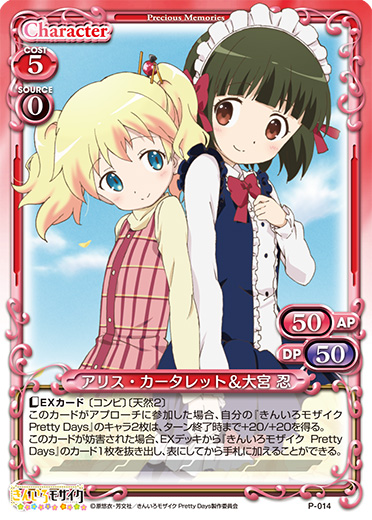 Precious Memories
Character
COST
5
SOURCE
0
50 AP
DP 50
アリス・カータレット&大宮 忍
EXカード [コンビ] [天然2]
このカードがアプローチに参加した場合、自分の『きんいろモザイク
Pretty Days』のキャラ2枚は、ターン終了時まで+20/+20を得る。
このカードが妨害された場合、EXデッキから『きんいろモザイク Pretty
Days』のカード1枚を抜き出し、表にしてから手札に加えることができる。
きんいろモザイク
©原悠衣・芳文社/きんいろモザイクPretty Days製作委員会
P-014